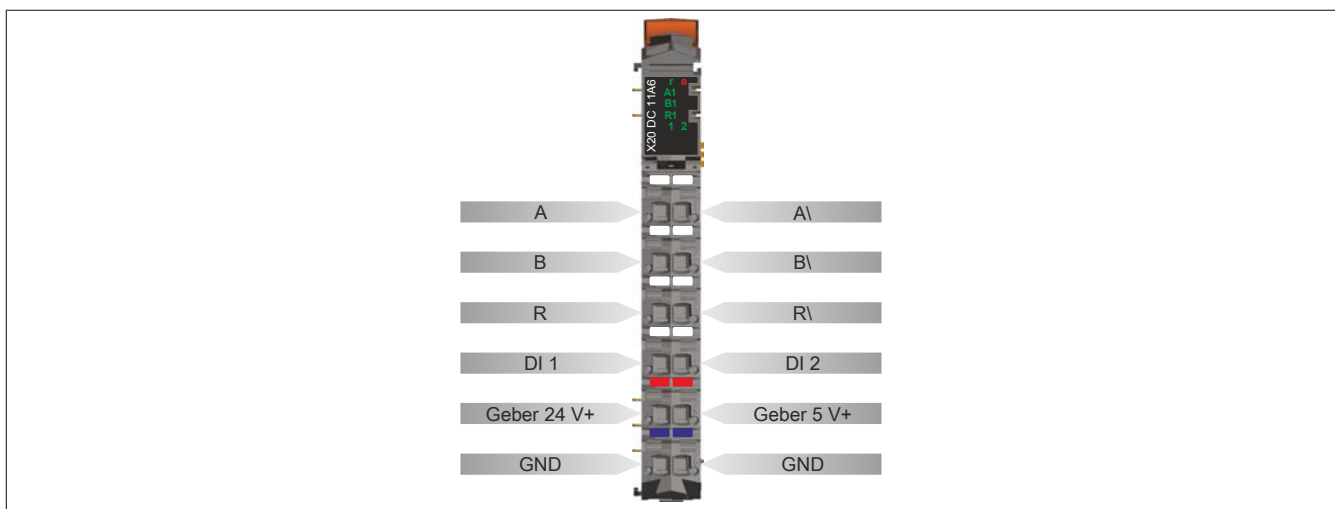 X20 DC 11A6
r e
A1
B1
R1
1 2
A A\
B B\
R R\
DI 1 DI 2
Geber 24 V+ Geber 5 V+
GND GND